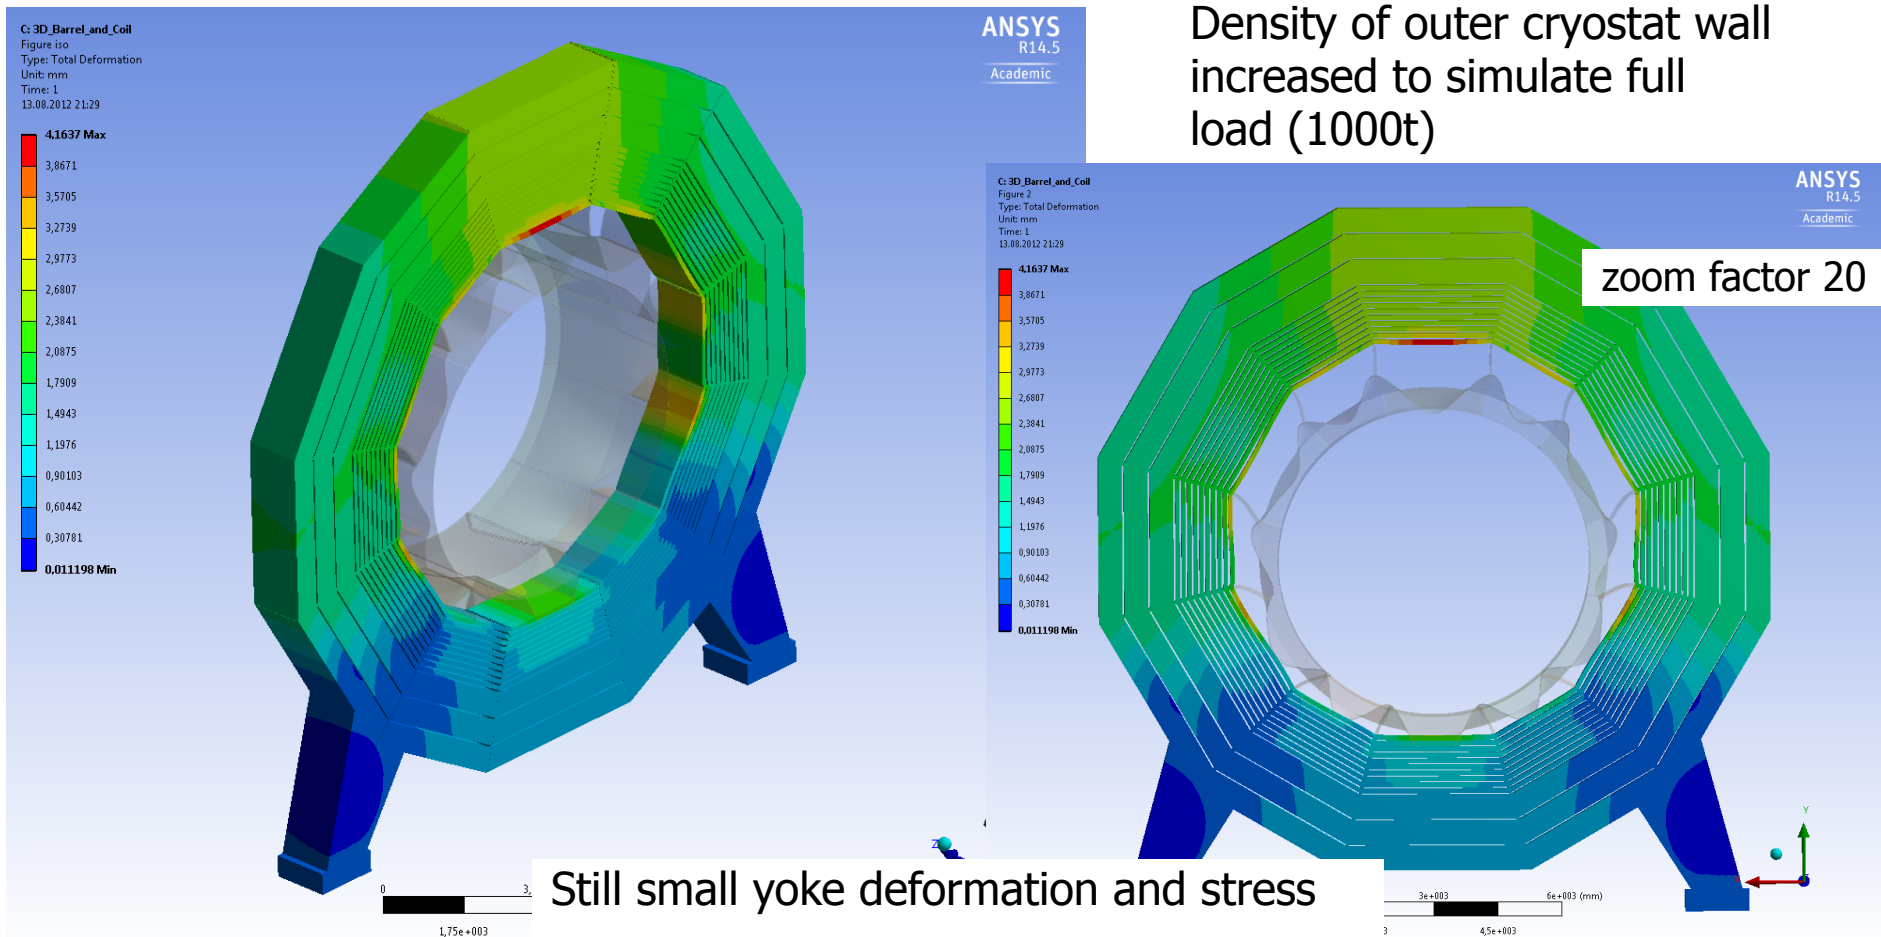 C: 3D_Barrel_and_Coil
Figure iso
Type: Total Deformation
Unit: mm
Time: 1
13.08.2012 21:29
4,1637 Max
3,8671
3,5705
3,2739
2,9773
2,6807
2,3841
2,0875
1,7909
1,4943
1,1976
0,90103
0,60442
0,30781
0,011198 Min
ANSYS
R14.5
Academic
Density of outer cryostat wall
increased to simulate full
load (1000t)
C: 3D_Barrel_and_Coil
Figure 2
Type: Total Deformation
Unit: mm
Time: 1
13.08.2012 21:29
4,1637 Max
3,8671
3,5705
3,2739
2,9773
2,6807
2,3841
2,0875
1,7909
1,4943
1,1976
0,90103
0,60442
0,30781
0,011198 Min
ANSYS
R14.5
Academic
zoom factor 20
Z
Y
0
3,
1,75e+003
Still small yoke deformation and stress
3e+003
6e+003 (mm)
4,5e+003